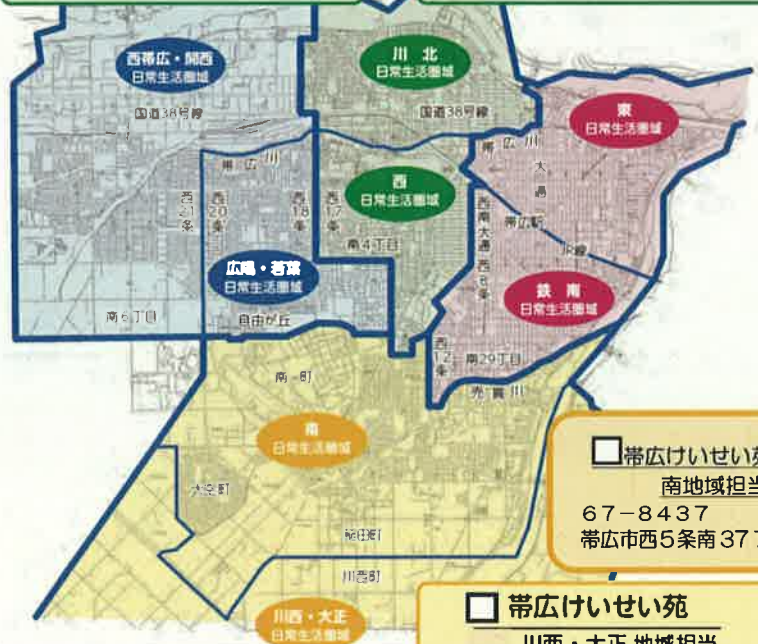 西帯広・開西
日常生活圏域
川北
日常生活圏域
東
日常生活圏域
国道38号線
国道38号線
帯広川
帯広川
大通
西
日常生活圏域
西21条
西20条
西18条
西17条
西南大通
西6条
帯広駅
JR線
南4丁目
広陽・若葉
日常生活圏域
鉄南
日常生活圏域
南6丁目
自由が丘
西12条
南29丁目
売買川
南
日常生活圏域
大空町
稲田町
川西町
川西・大正
日常生活圏域
□帯広けいせい苑
南地域担当
67-8437
帯広市西5条南37
□帯広けいせい苑
川西・大正 地域担当